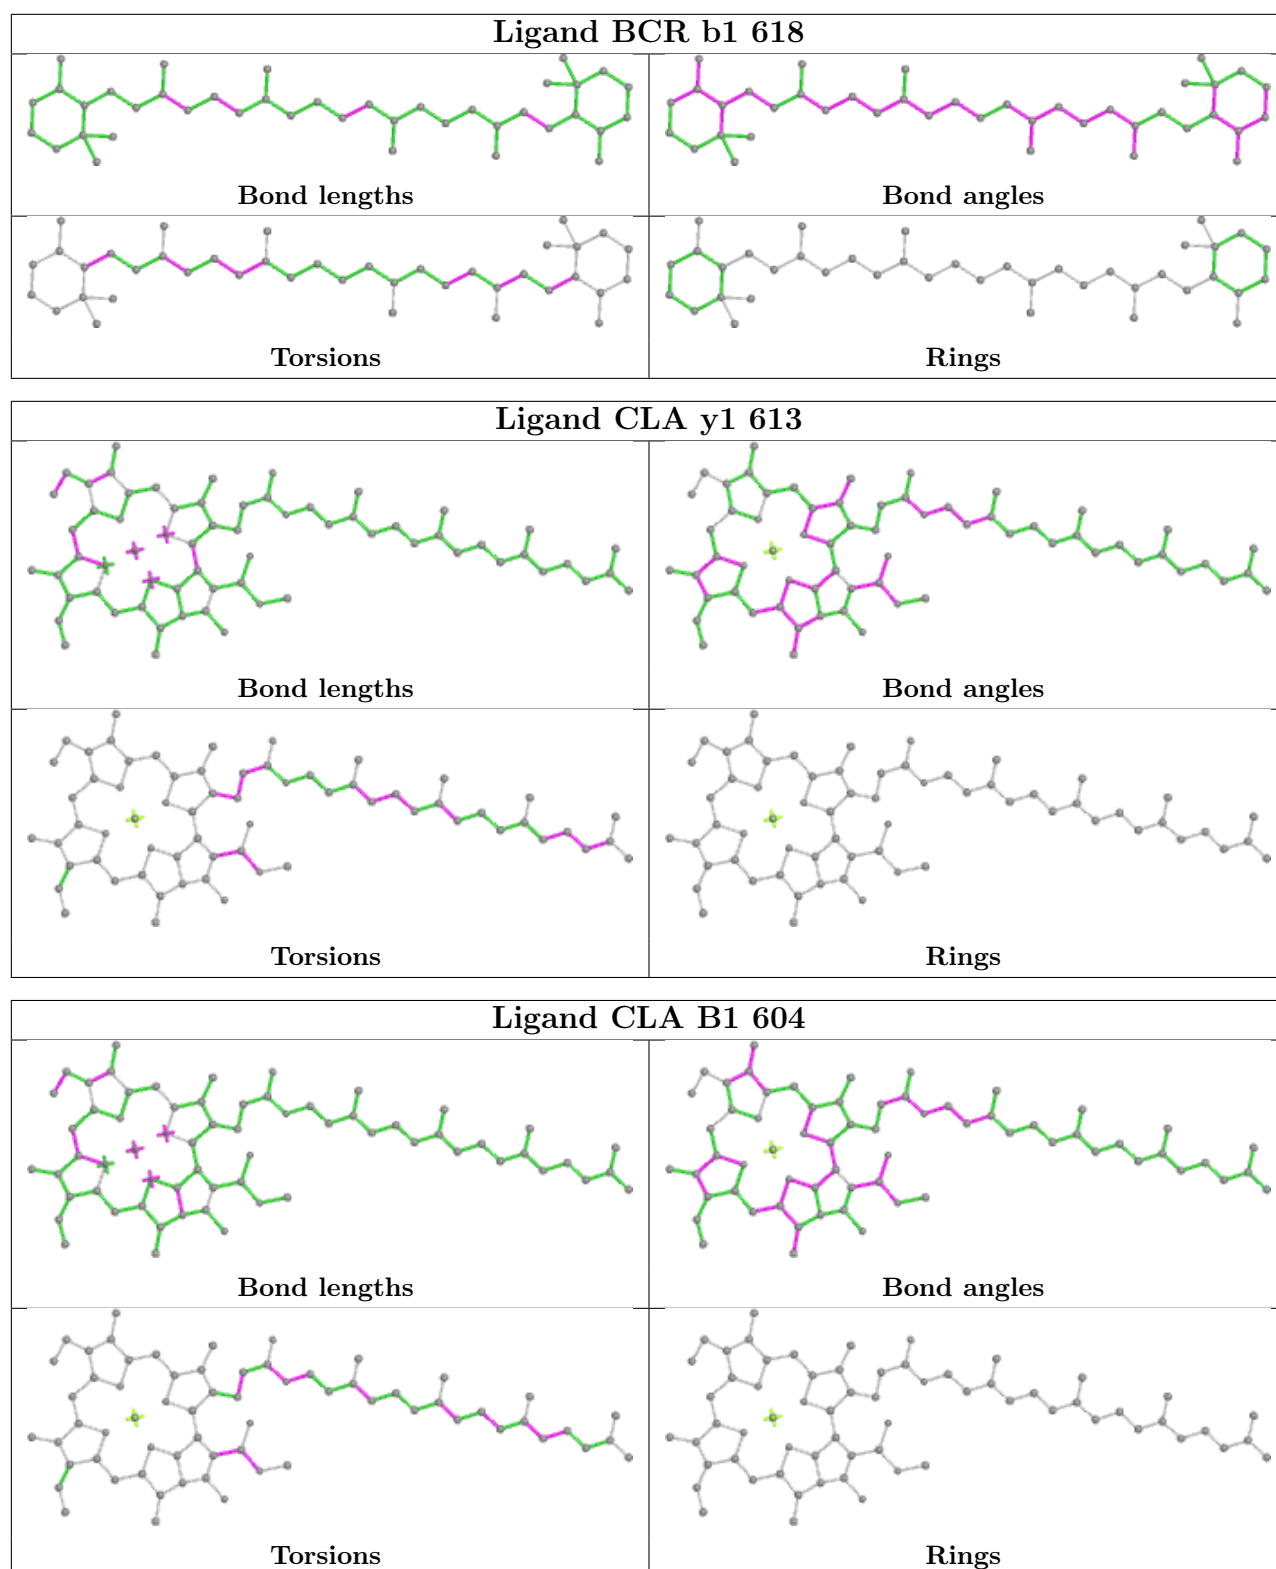 Ligand BCR b1 618
Bond lengths
Bond angles
Torsions
Rings
Ligand CLA y1 613
Bond lengths
Bond angles
Torsions
Rings
Ligand CLA B1 604
Bond lengths
Bond angles
Torsions
Rings